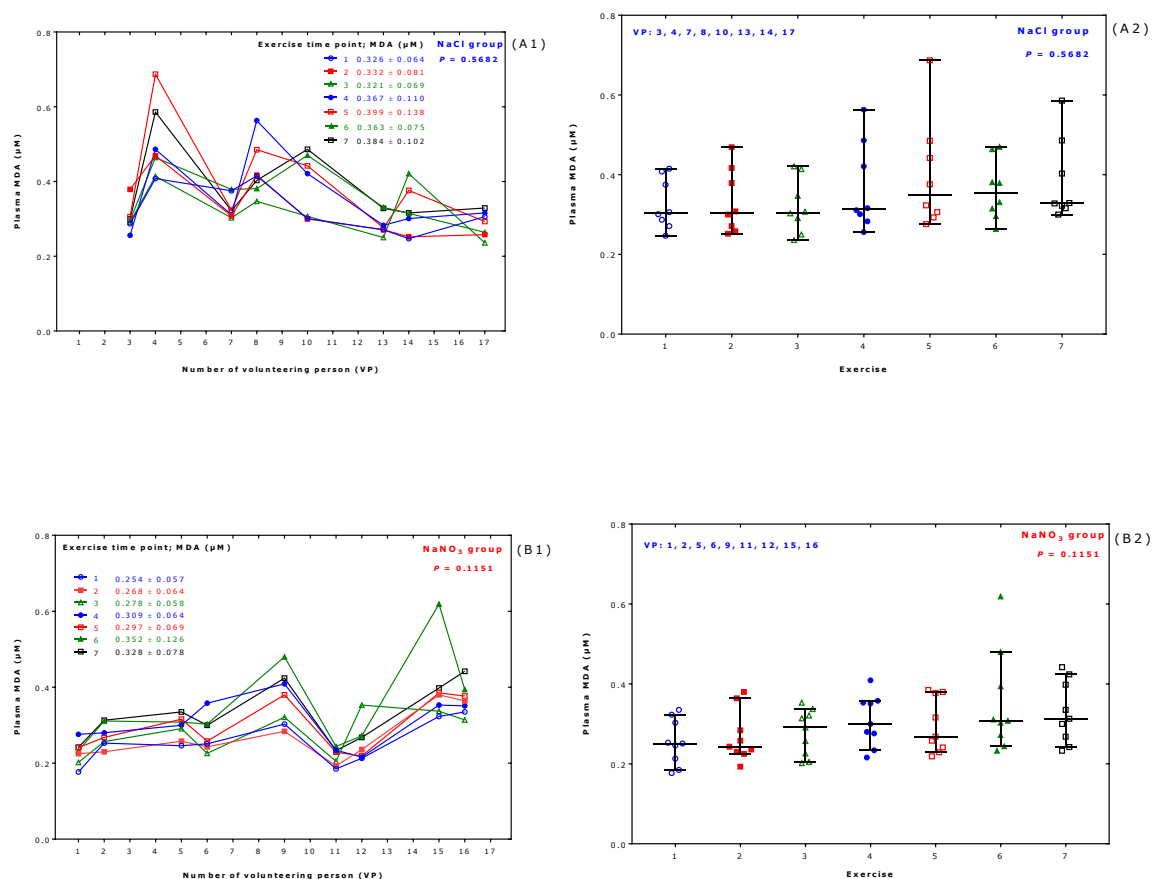 Exercise time point; MDA (µM)
NaCl group
(A1)
P = 0.5682
1 0.326 ± 0.064
2 0.332 ± 0.081
3 0.321 ± 0.069
4 0.367 ± 0.110
5 0.399 ± 0.138
6 0.363 ± 0.075
7 0.384 ± 0.102
Plasma MDA (µM)
0.8
0.6
0.4
0.2
0.0
1 2 3 4 5 6 7 8 9 10 11 12 13 14 15 16 17
Number of volunteering person (VP)
VP: 3, 4, 7, 8, 10, 13, 14, 17
NaCl group
(A2)
P = 0.5682
Plasma MDA (µM)
0.8
0.6
0.4
0.2
0.0
1 2 3 4 5 6 7
Exercise
Exercise time point; MDA (µM)
NaNO₃ group
(B1)
P = 0.1151
1 0.254 ± 0.057
2 0.268 ± 0.064
3 0.278 ± 0.058
4 0.309 ± 0.064
5 0.297 ± 0.069
6 0.352 ± 0.126
7 0.328 ± 0.078
Plasma MDA (µM)
0.8
0.6
0.4
0.2
0.0
1 2 3 4 5 6 7 8 9 10 11 12 13 14 15 16 17
Number of volunteering person (VP)
VP: 1, 2, 5, 6, 9, 11, 12, 15, 16
NaNO₃ group
(B2)
P = 0.1151
Plasma MDA (µM)
0.8
0.6
0.4
0.2
0.0
1 2 3 4 5 6 7
Exercise